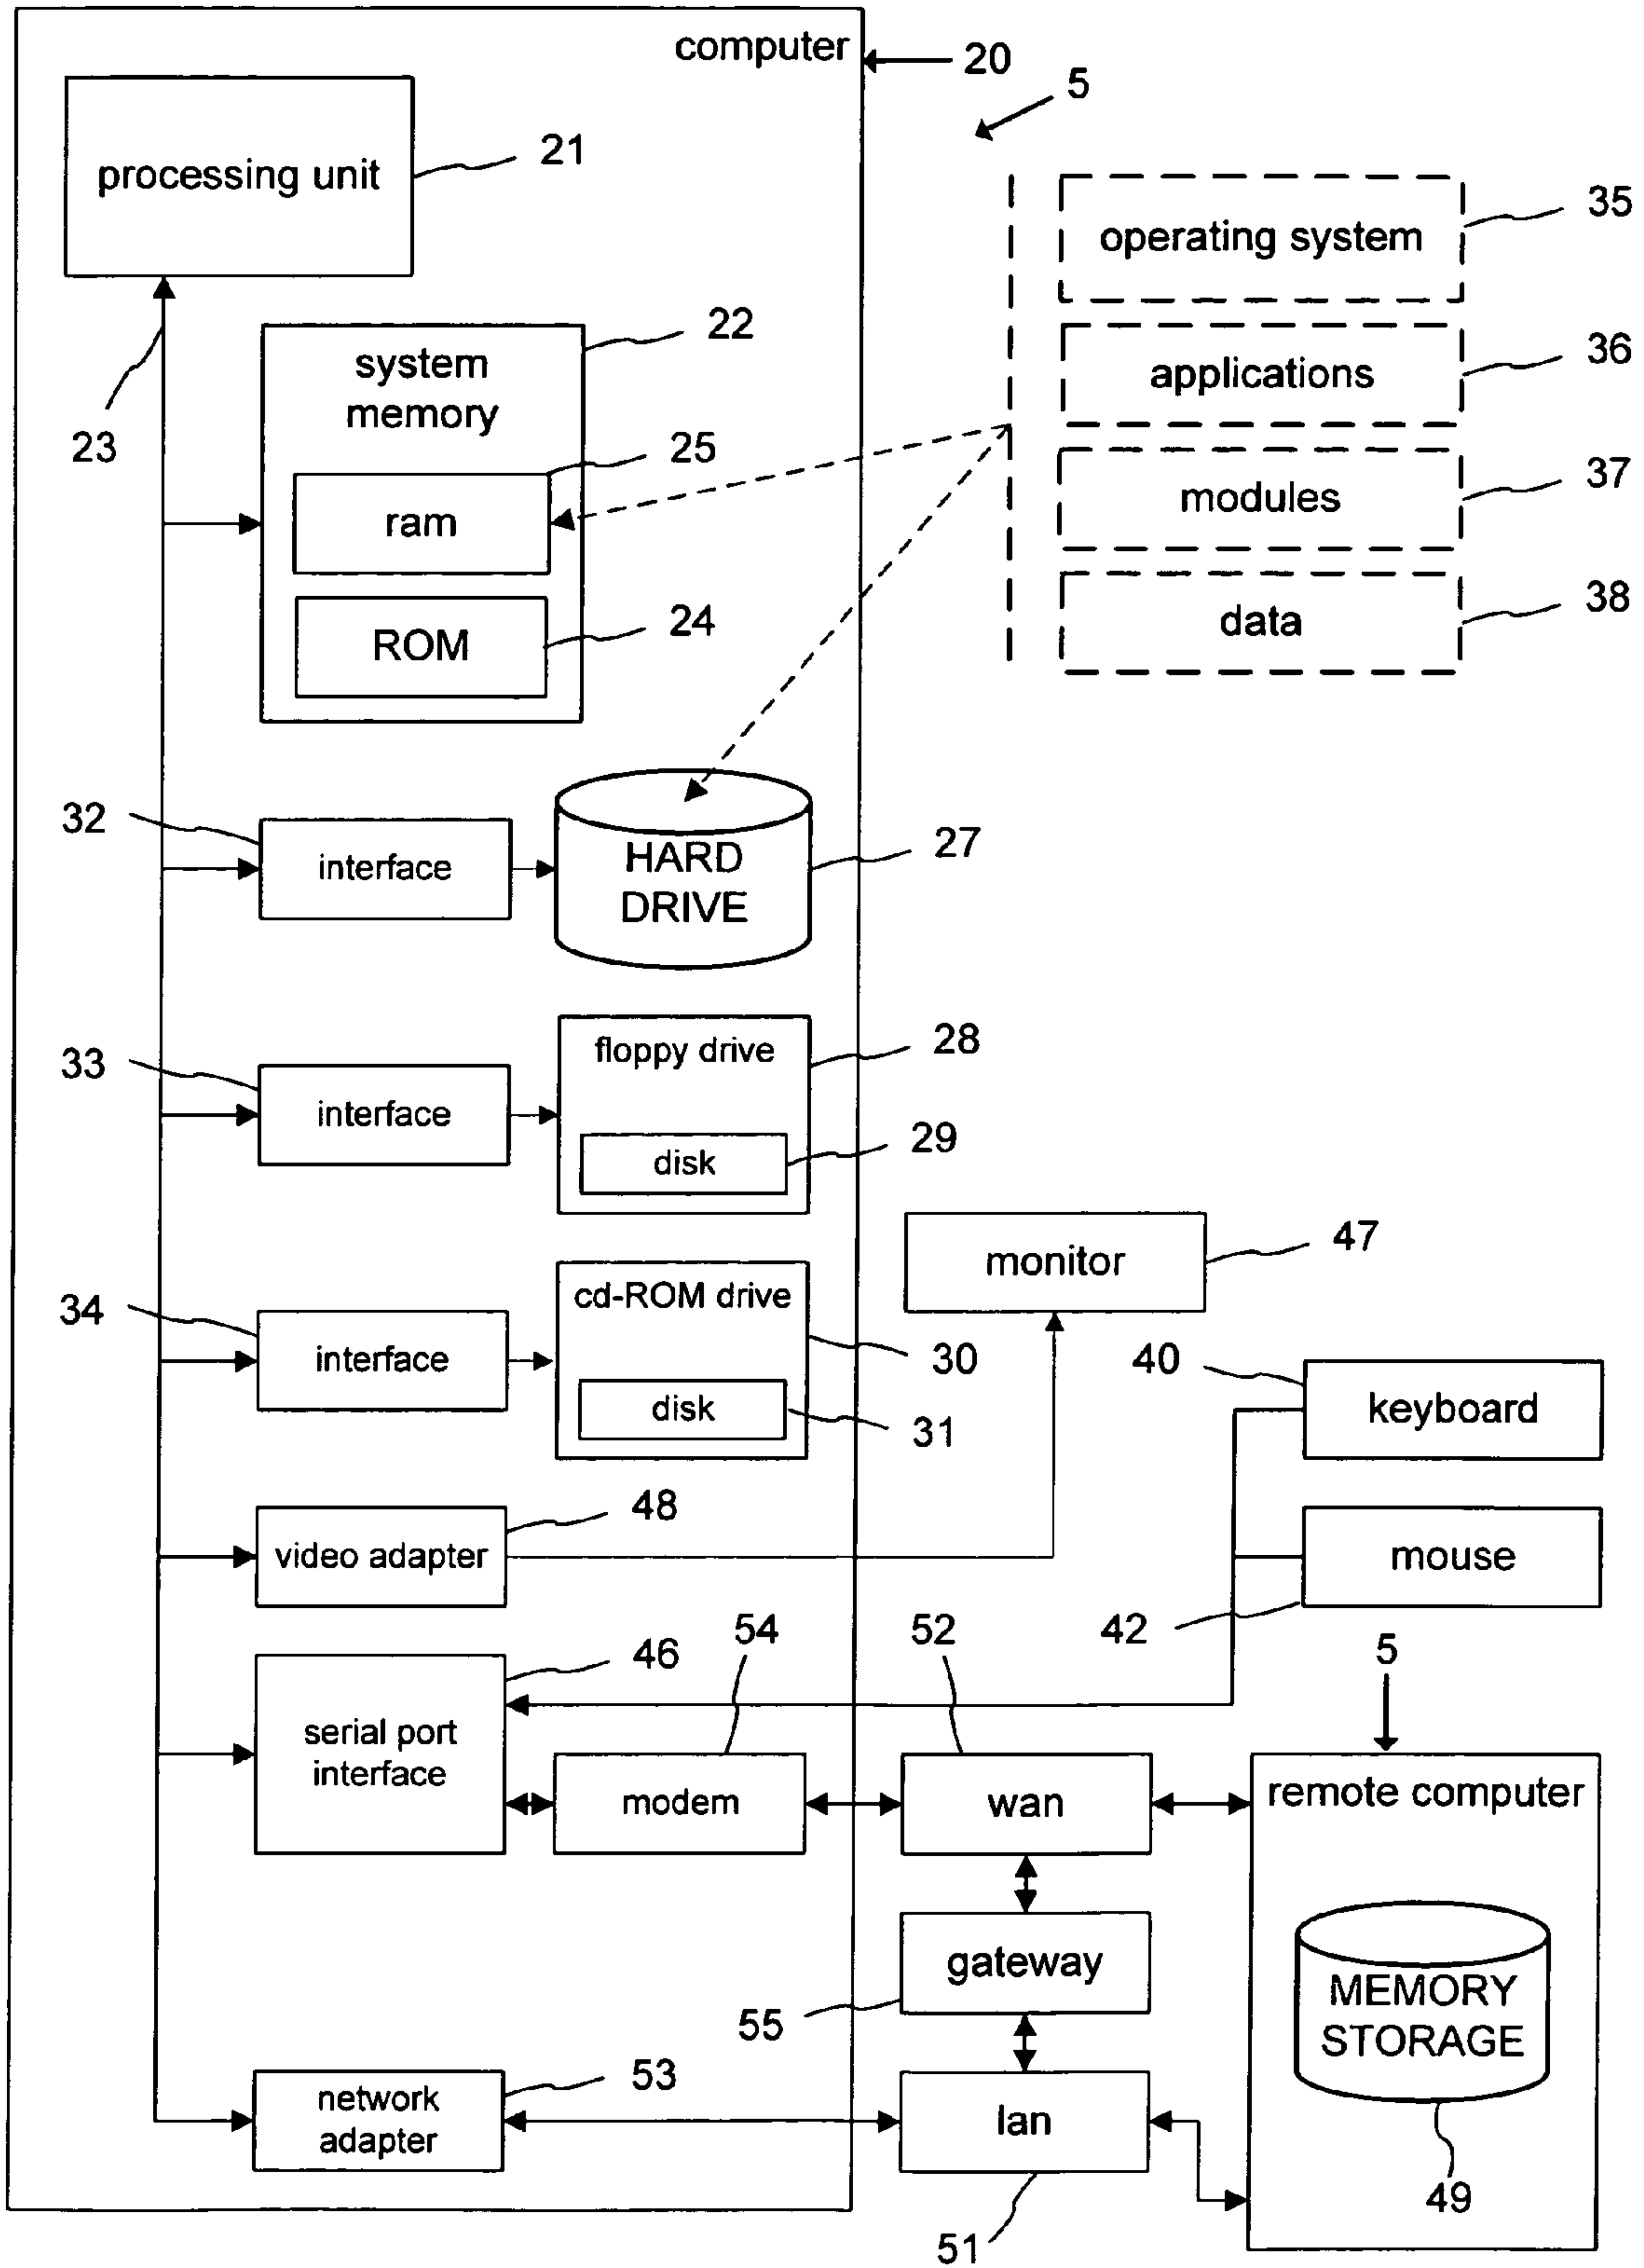 computer
20
5
processing unit
21
operating system
35
22
system
memory
applications
36
23
25
ram
modules
37
24
ROM
data
38
32
interface
HARD
DRIVE
27
33
interface
floppy drive
28
disk
29
monitor
47
34
interface
cd-ROM drive
30
disk
31
40
keyboard
48
video adapter
mouse
42
46
54
52
5
serial port
interface
modem
wan
remote computer
gateway
55
MEMORY
STORAGE
49
53
network
adapter
lan
51